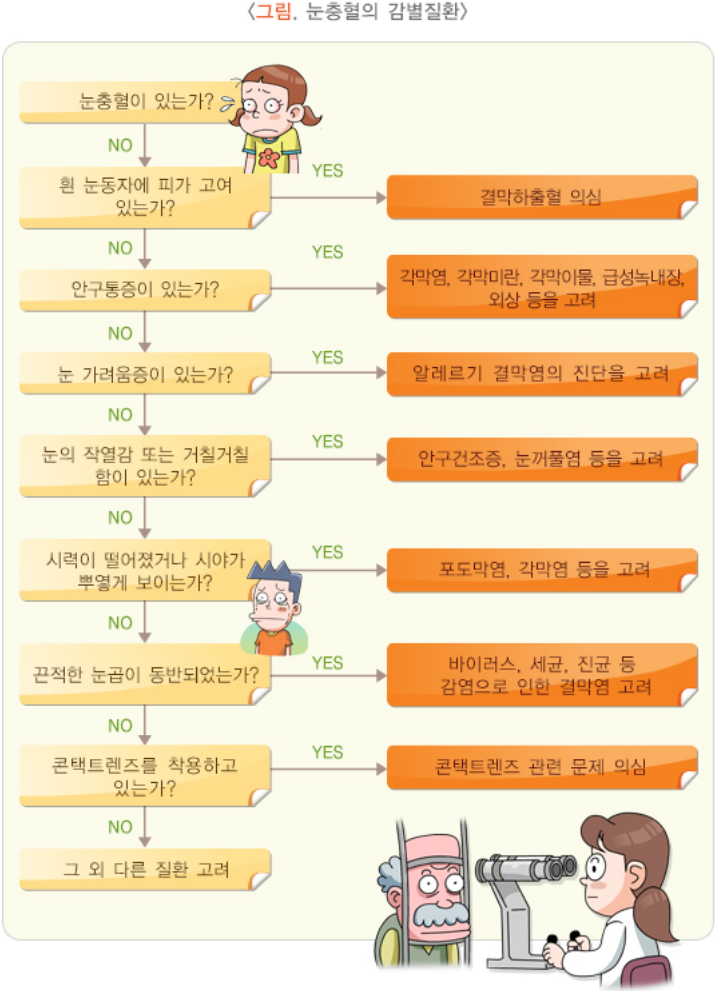 〈그림. 눈충혈의 감별질환〉
눈충혈이 있는가?
NO
흰 눈동자에 피가 고여
있는가?
YES
결막하출혈 의심
NO
안구통증이 있는가?
YES
각막염, 각막미란, 각막이물, 급성녹내장,
외상 등을 고려
NO
눈 가려움증이 있는가?
YES
알레르기 결막염의 진단을 고려
NO
눈의 작열감 또는 거칠거칠
함이 있는가?
YES
안구건조증, 눈꺼풀염 등을 고려
NO
시력이 떨어졌거나 시야가
뿌옇게 보이는가?
YES
포도막염, 각막염 등을 고려
NO
끈적한 눈곱이 동반되었는가?
YES
바이러스, 세균, 진균 등
감염으로 인한 결막염 고려
NO
콘택트렌즈를 착용하고
있는가?
YES
콘택트렌즈 관련 문제 의심
NO
그 외 다른 질환 고려